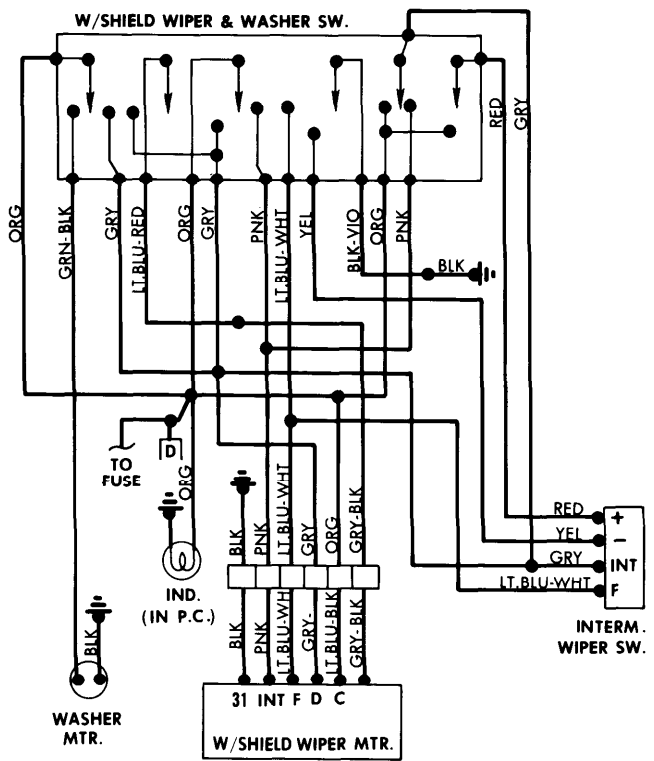 W/SHIELD WIPER & WASHER SW.
RED
GRY
ORG
GRN-BLK
GRY
LT.BLU-RED
ORG
GRY
PNK
LT.BLU-WHT
YEL
BLK-VIO
ORG
PNK
BLK
D
TO
FUSE
ORG
BLK
PNK
LT.BLU-WHT
GRY
ORG
GRY-BLK
IND.
(IN P.C.)
RED
YEL
GRY
LT.BLU-WHT
+
–
INT
F
INTERM.
WIPER SW.
BLK
BLK
PNK
LT.BLU-WH
GRY-
LT.BLU-BLK
GRY-BLK
WASHER
MTR.
31 INT F D C
W/SHIELD WIPER MTR.